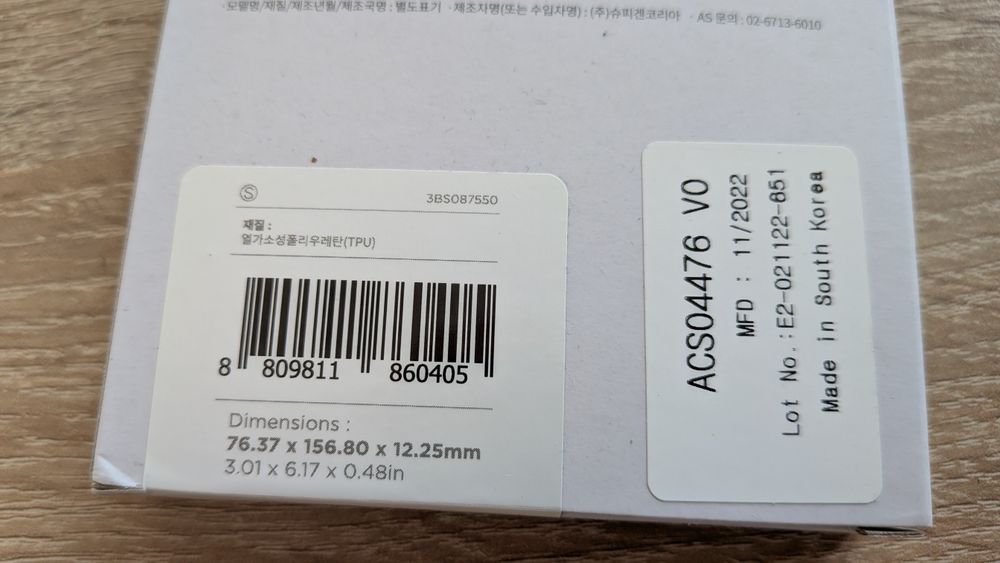 ·모델명/재질/제조년월/제조국명 : 별도표기 ·제조자명(또는 수입자명) : (주)슈피겐코리아 ·AS 문의 : 02-6713-6010
S
3BS087550
재질 :
열가소성폴리우레탄(TPU)
8 809811 860405
Dimensions :
76.37 x 156.80 x 12.25mm
3.01 x 6.17 x 0.48in
ACS04476 V0
MFD : 11/2022
Lot No.:E2-021122-851
Made in South Korea